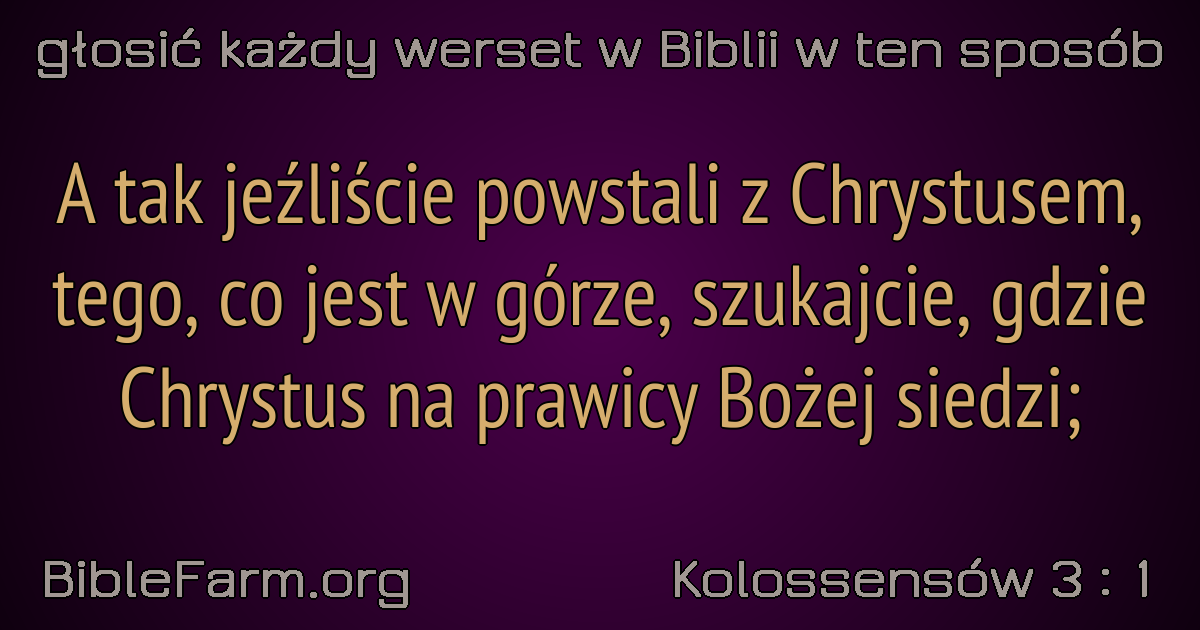 głosić każdy werset w Biblii w ten sposób
A tak jeźliście powstali z Chrystusem,
tego, co jest w górze, szukajcie, gdzie
Chrystus na prawicy Bożej siedzi;
BibleFarm.org
Kolossensów 3 : 1